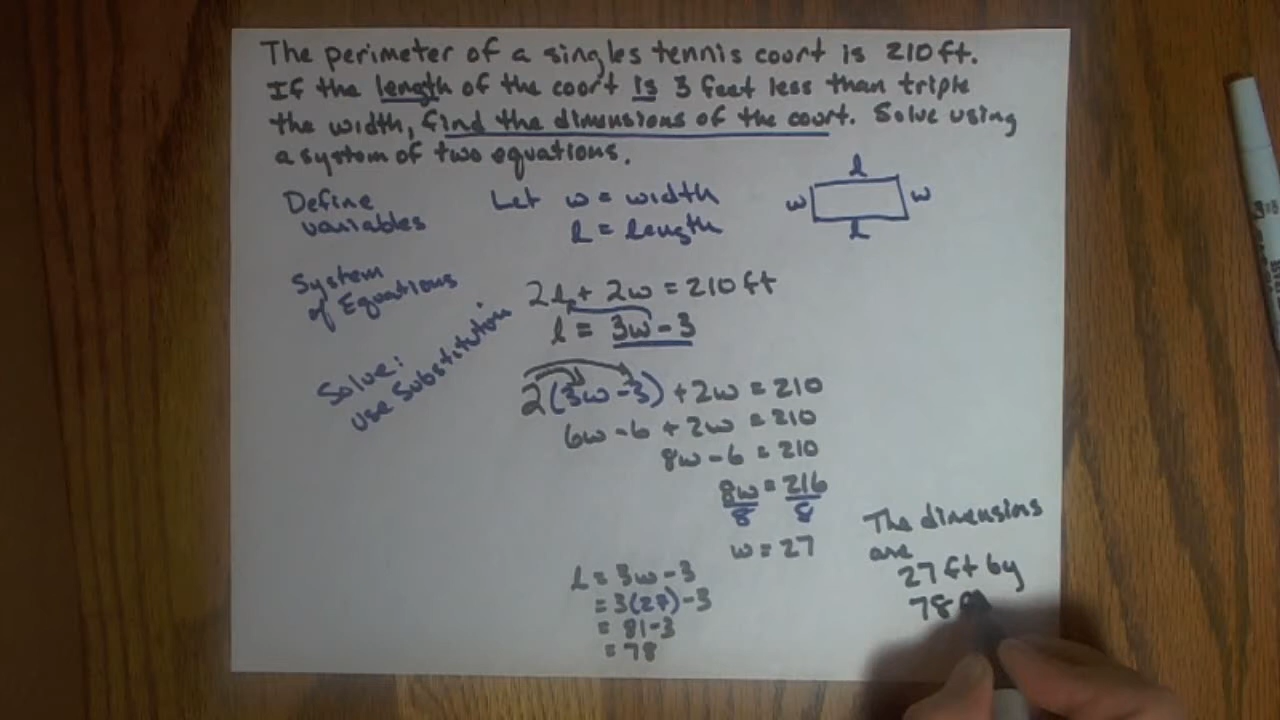 The perimeter of a singles tennis court is 210 ft.
If the length of the court is 3 feet less than triple
the width, find the dimensions of the court. Solve using
a system of two equations.
Define
variables
Let w = width
l = length
l
w
w
l
System
of Equations
2l + 2w = 210 ft
l = 3w - 3
Solve:
use Substitution
2(3w - 3) + 2w = 210
6w - 6 + 2w = 210
8w - 6 = 210
8w = 216
8 8
w = 27
l = 3w - 3
= 3(27) - 3
= 81 - 3
= 78
The dimensions
are
27 ft by
78